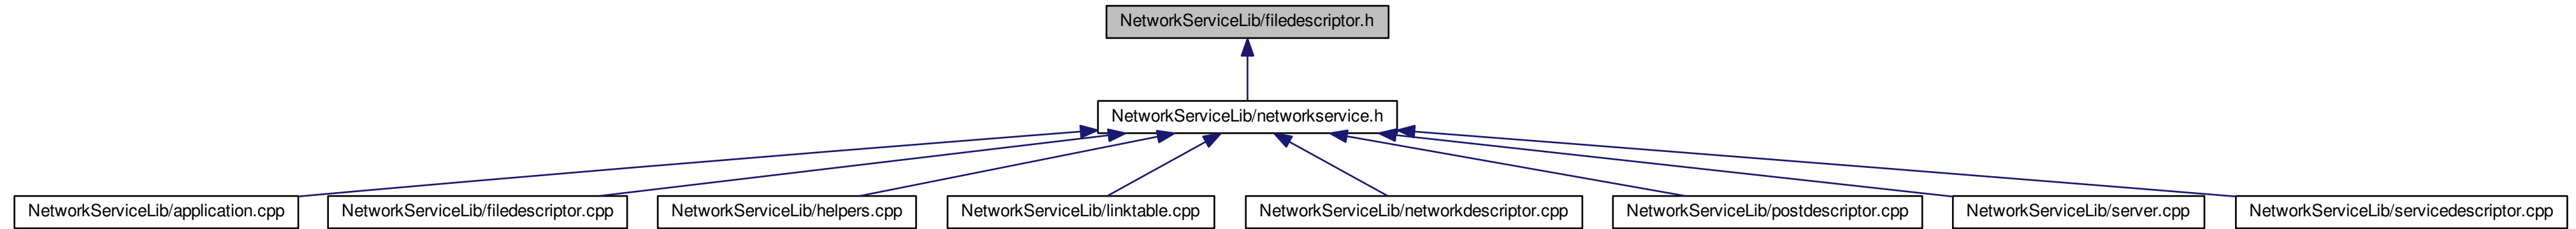 NetworkServiceLib/filedescriptor.h
NetworkServiceLib/networkservice.h
NetworkServiceLib/application.cpp
NetworkServiceLib/filedescriptor.cpp
NetworkServiceLib/helpers.cpp
NetworkServiceLib/linktable.cpp
NetworkServiceLib/networkdescriptor.cpp
NetworkServiceLib/postdescriptor.cpp
NetworkServiceLib/server.cpp
NetworkServiceLib/servicedescriptor.cpp